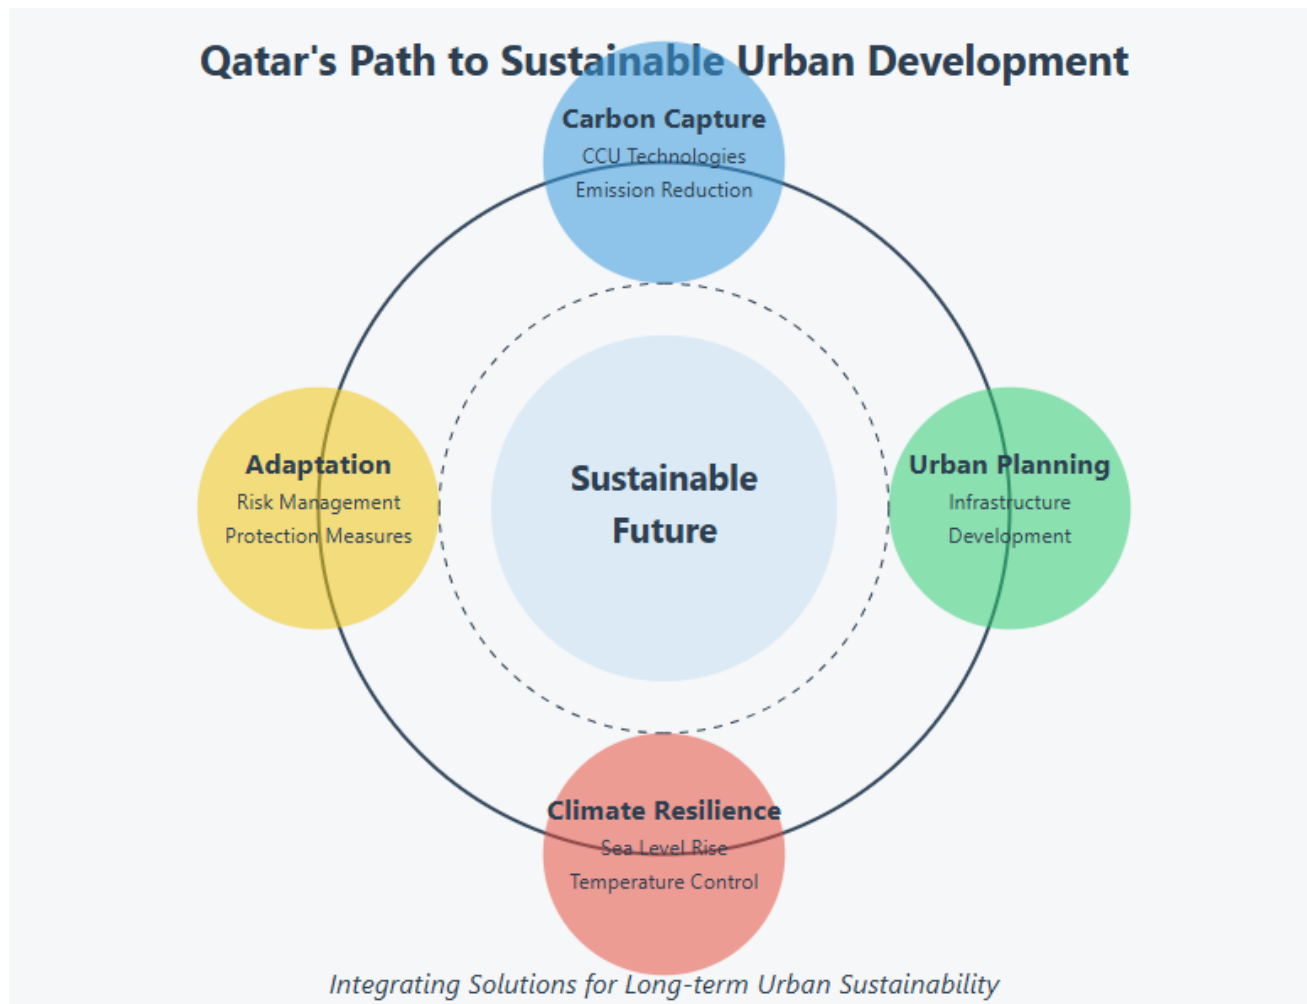 Qatar's Path to Sustainable Urban Development
Carbon Capture
CCU Technologies
Emission Reduction
Adaptation
Risk Management
Protection Measures
Sustainable
Future
Urban Planning
Infrastructure
Development
Climate Resilience
Sea Level Rise
Temperature Control
Integrating Solutions for Long-term Urban Sustainability